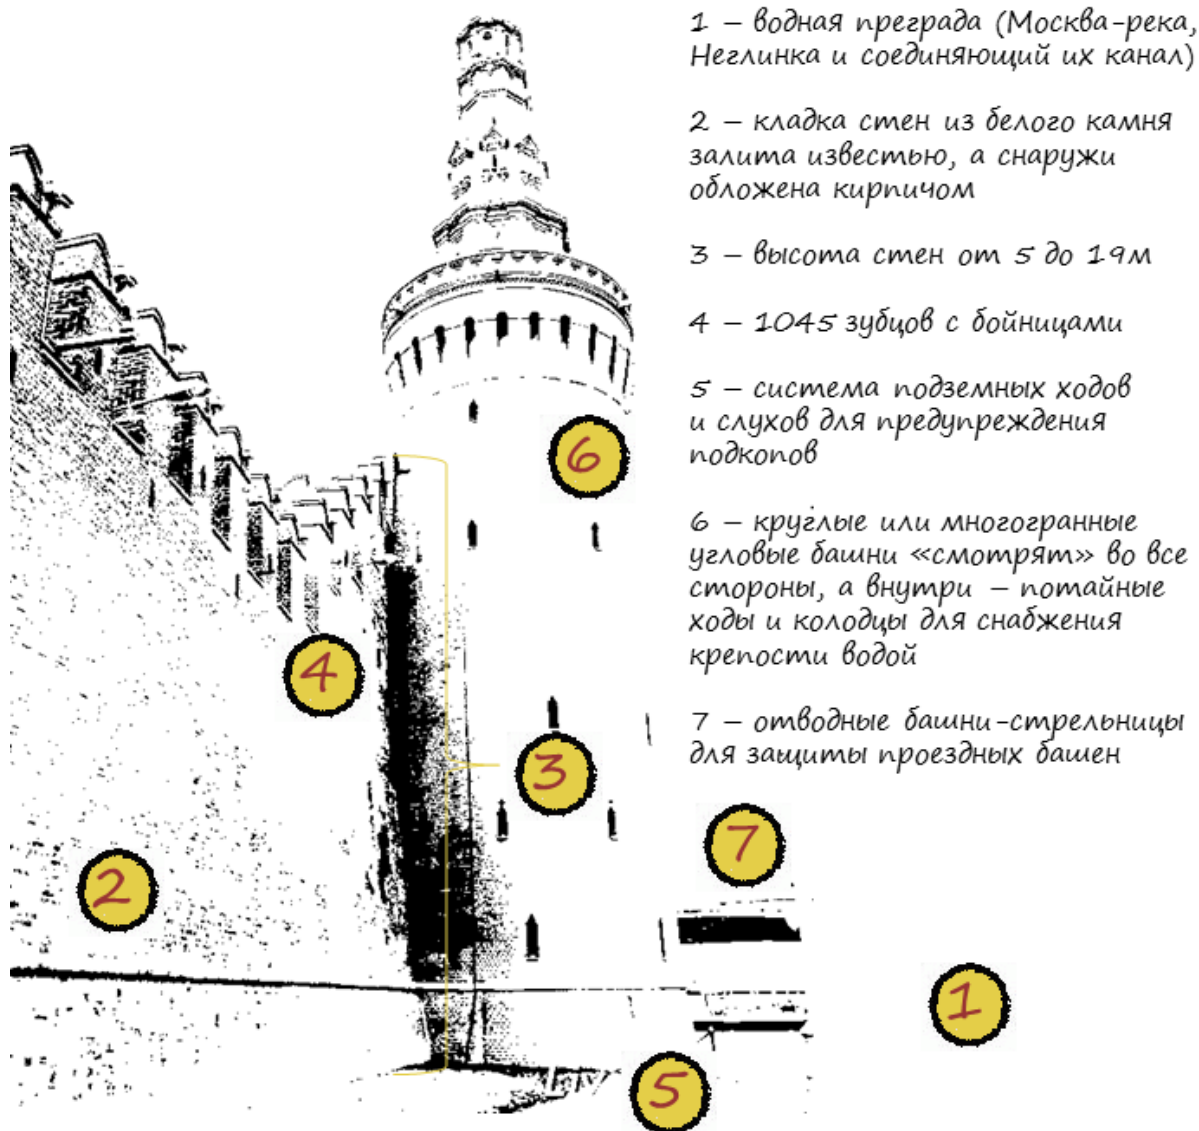 1 – водная преграда (Москва-река,
Неглинка и соединяющий их канал)
2 – кладка стен из белого камня
залита известью, а снаружи
обложена кирпичом
3 – высота стен от 5 до 19м
4 – 1045 зубцов с бойницами
5 – система подземных ходов
и слухов для предупреждения
подкопов
6 – круглые или многогранные
угловые башни «смотрят» во все
стороны, а внутри – потайные
ходы и колодцы для снабжения
крепости водой
7 – отводные башни-стрельницы
для защиты проездных башен
6
4
3
7
2
1
5